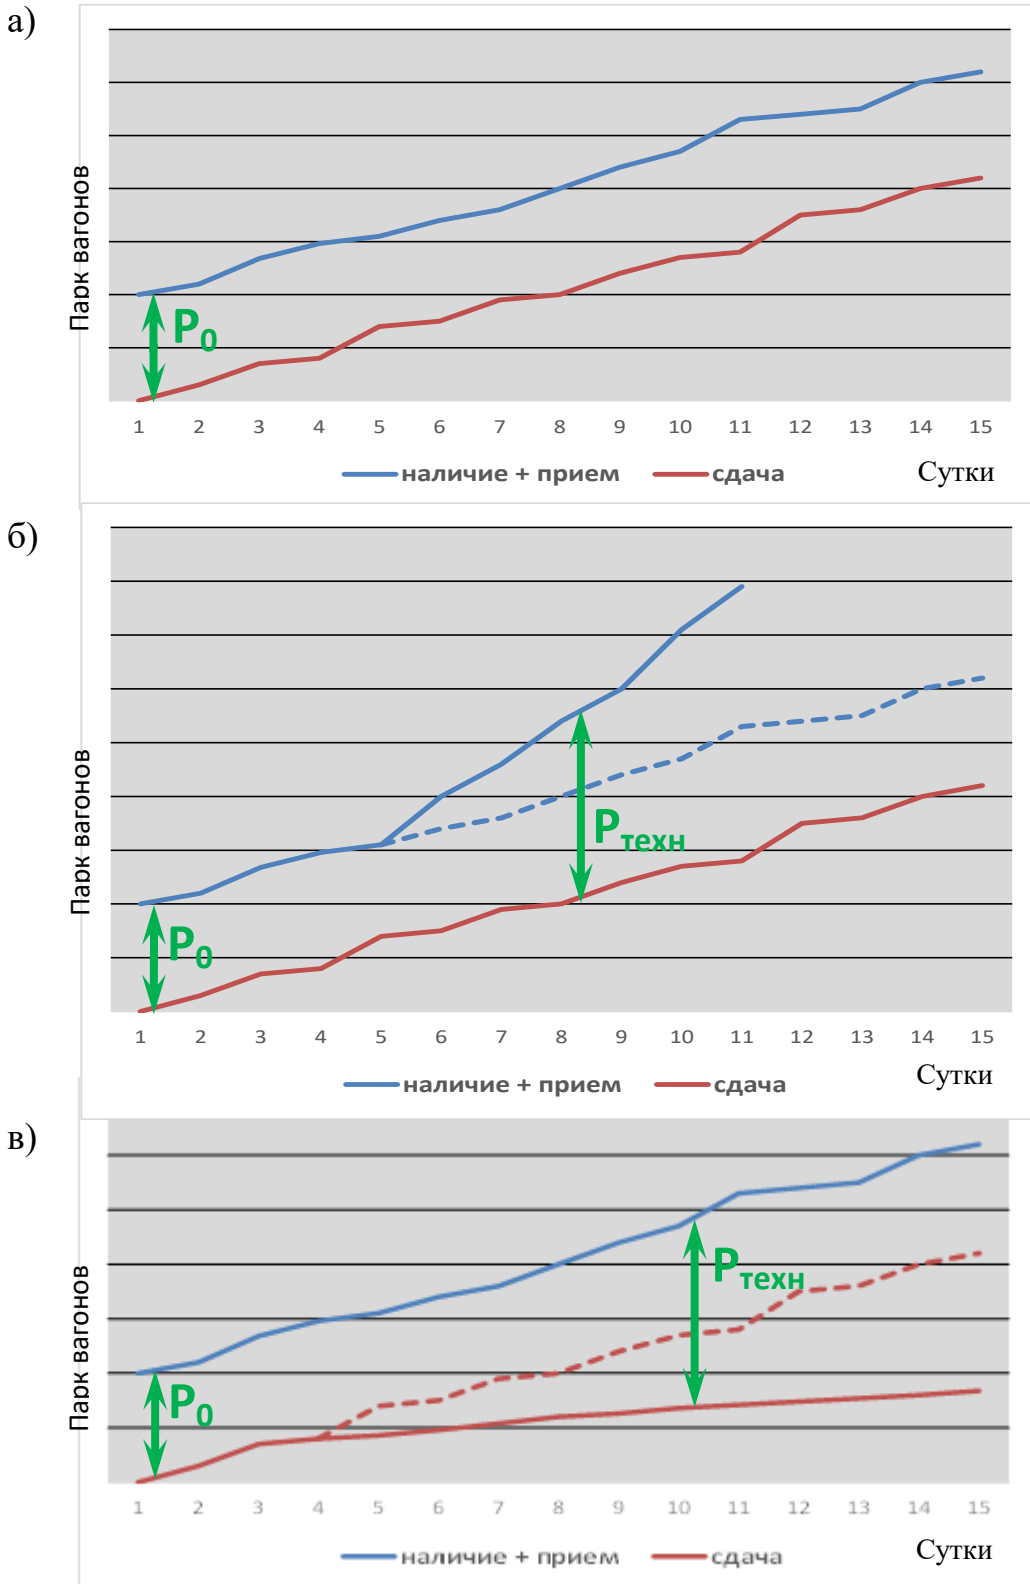 а)
Парк вагонов
P0
1 2 3 4 5 6 7 8 9 10 11 12 13 14 15
наличие + прием сдача Сутки
б)
Парк вагонов
Pтехн
P0
1 2 3 4 5 6 7 8 9 10 11 12 13 14 15
наличие + прием сдача Сутки
в)
Парк вагонов
Pтехн
P0
1 2 3 4 5 6 7 8 9 10 11 12 13 14 15
наличие + прием сдача Сутки